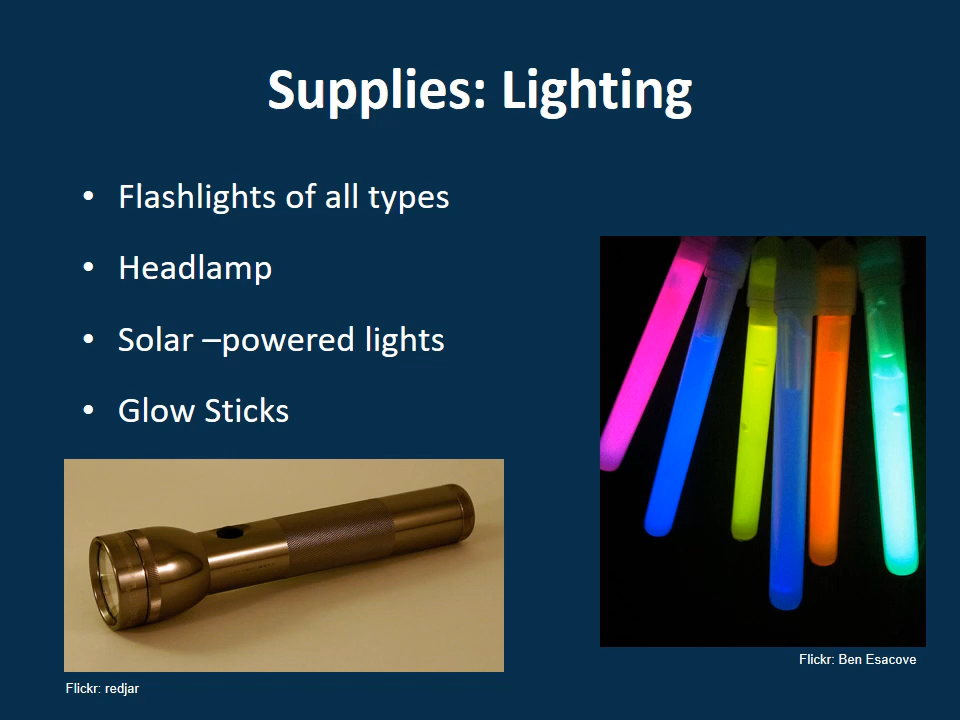 Supplies: Lighting
• Flashlights of all types
• Headlamp
• Solar –powered lights
• Glow Sticks
Flickr: Ben Esacove
Flickr: redjar